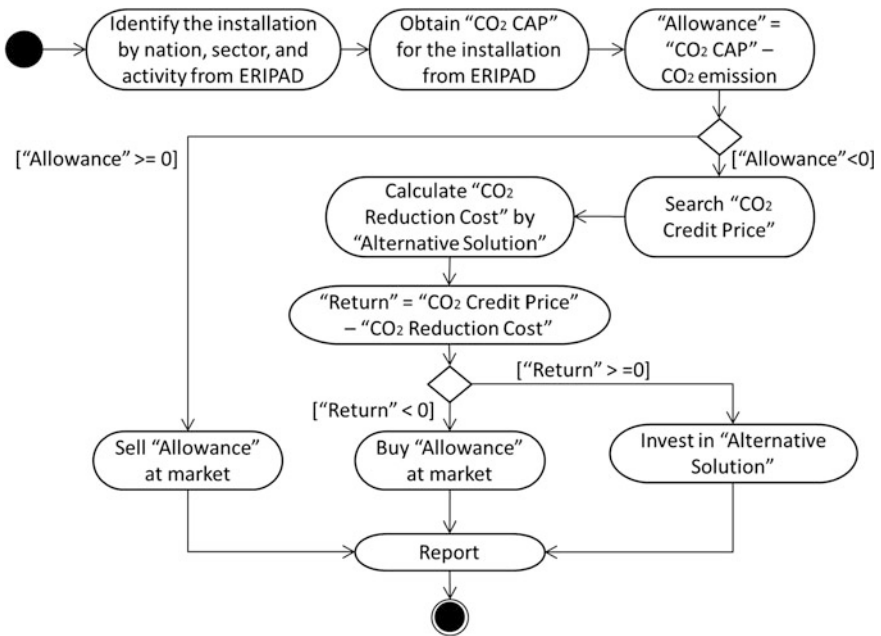 Identify the installation
by nation, sector, and
activity from ERIPAD
Obtain “CO₂ CAP”
for the installation
from ERIPAD
“Allowance” =
“CO₂ CAP” –
CO₂ emission
[“Allowance” >= 0]
[“Allowance”<0]
Calculate “CO₂
Reduction Cost” by
“Alternative Solution”
Search “CO₂
Credit Price”
“Return” = “CO₂ Credit Price”
– “CO₂ Reduction Cost”
[“Return” > =0]
[“Return” < 0]
Sell “Allowance”
at market
Buy “Allowance”
at market
Invest in “Alternative
Solution”
Report